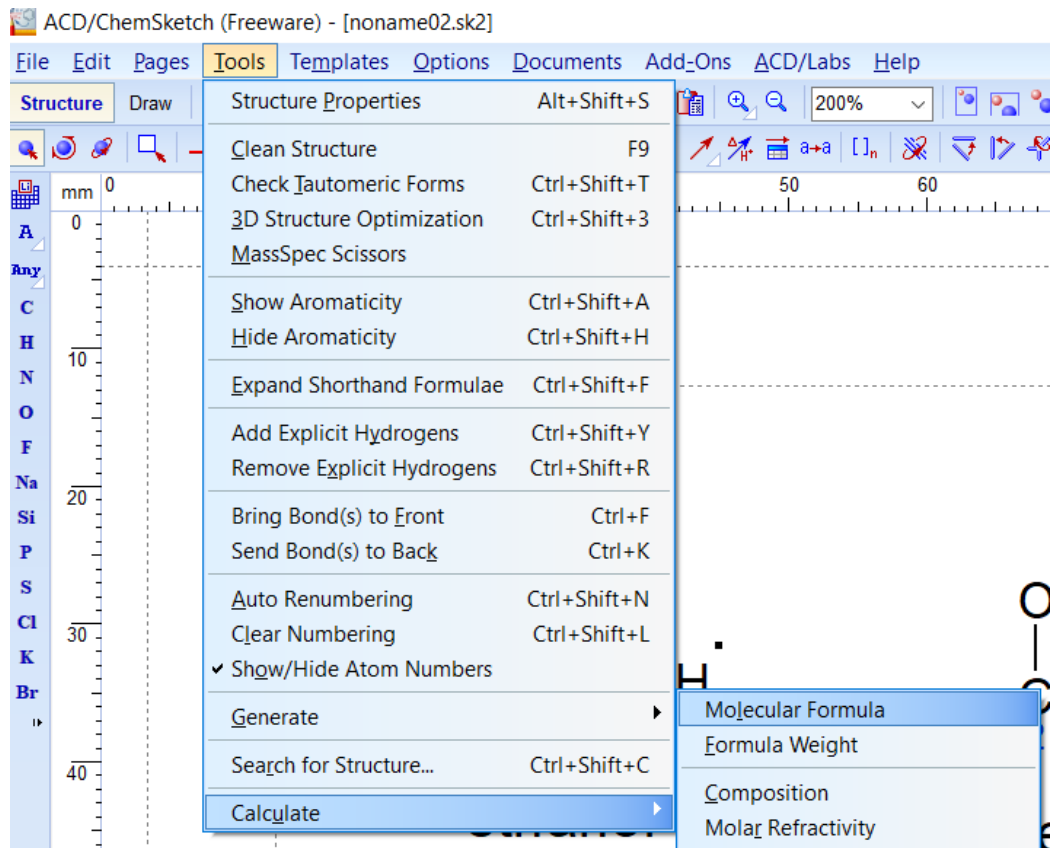 ACD/ChemSketch (Freeware) - [noname02.sk2]
File Edit Pages Tools Templates Options Documents Add-Ons ACD/Labs Help
Structure Draw 200%
[]n
mm 0 50 60
Structure Properties Alt+Shift+S
Clean Structure F9
Check Tautomeric Forms Ctrl+Shift+T
3D Structure Optimization Ctrl+Shift+3
MassSpec Scissors
Show Aromaticity Ctrl+Shift+A
Hide Aromaticity Ctrl+Shift+H
Expand Shorthand Formulae Ctrl+Shift+F
Add Explicit Hydrogens Ctrl+Shift+Y
Remove Explicit Hydrogens Ctrl+Shift+R
Bring Bond(s) to Front Ctrl+F
Send Bond(s) to Back Ctrl+K
Auto Renumbering Ctrl+Shift+N
Clear Numbering Ctrl+Shift+L
Show/Hide Atom Numbers
Generate
Search for Structure... Ctrl+Shift+C
Calculate
Molecular Formula
Formula Weight
Composition
Molar Refractivity
A
Any
C
H
N
O
F
Na
Si
P
S
Cl
K
Br
0
10
20
30
40
O
H